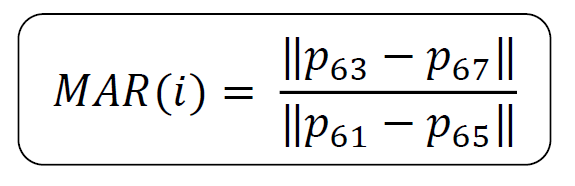 MAR(i) = ‖p₆₃ − p₆₇‖ / ‖p₆₁ − p₆₅‖